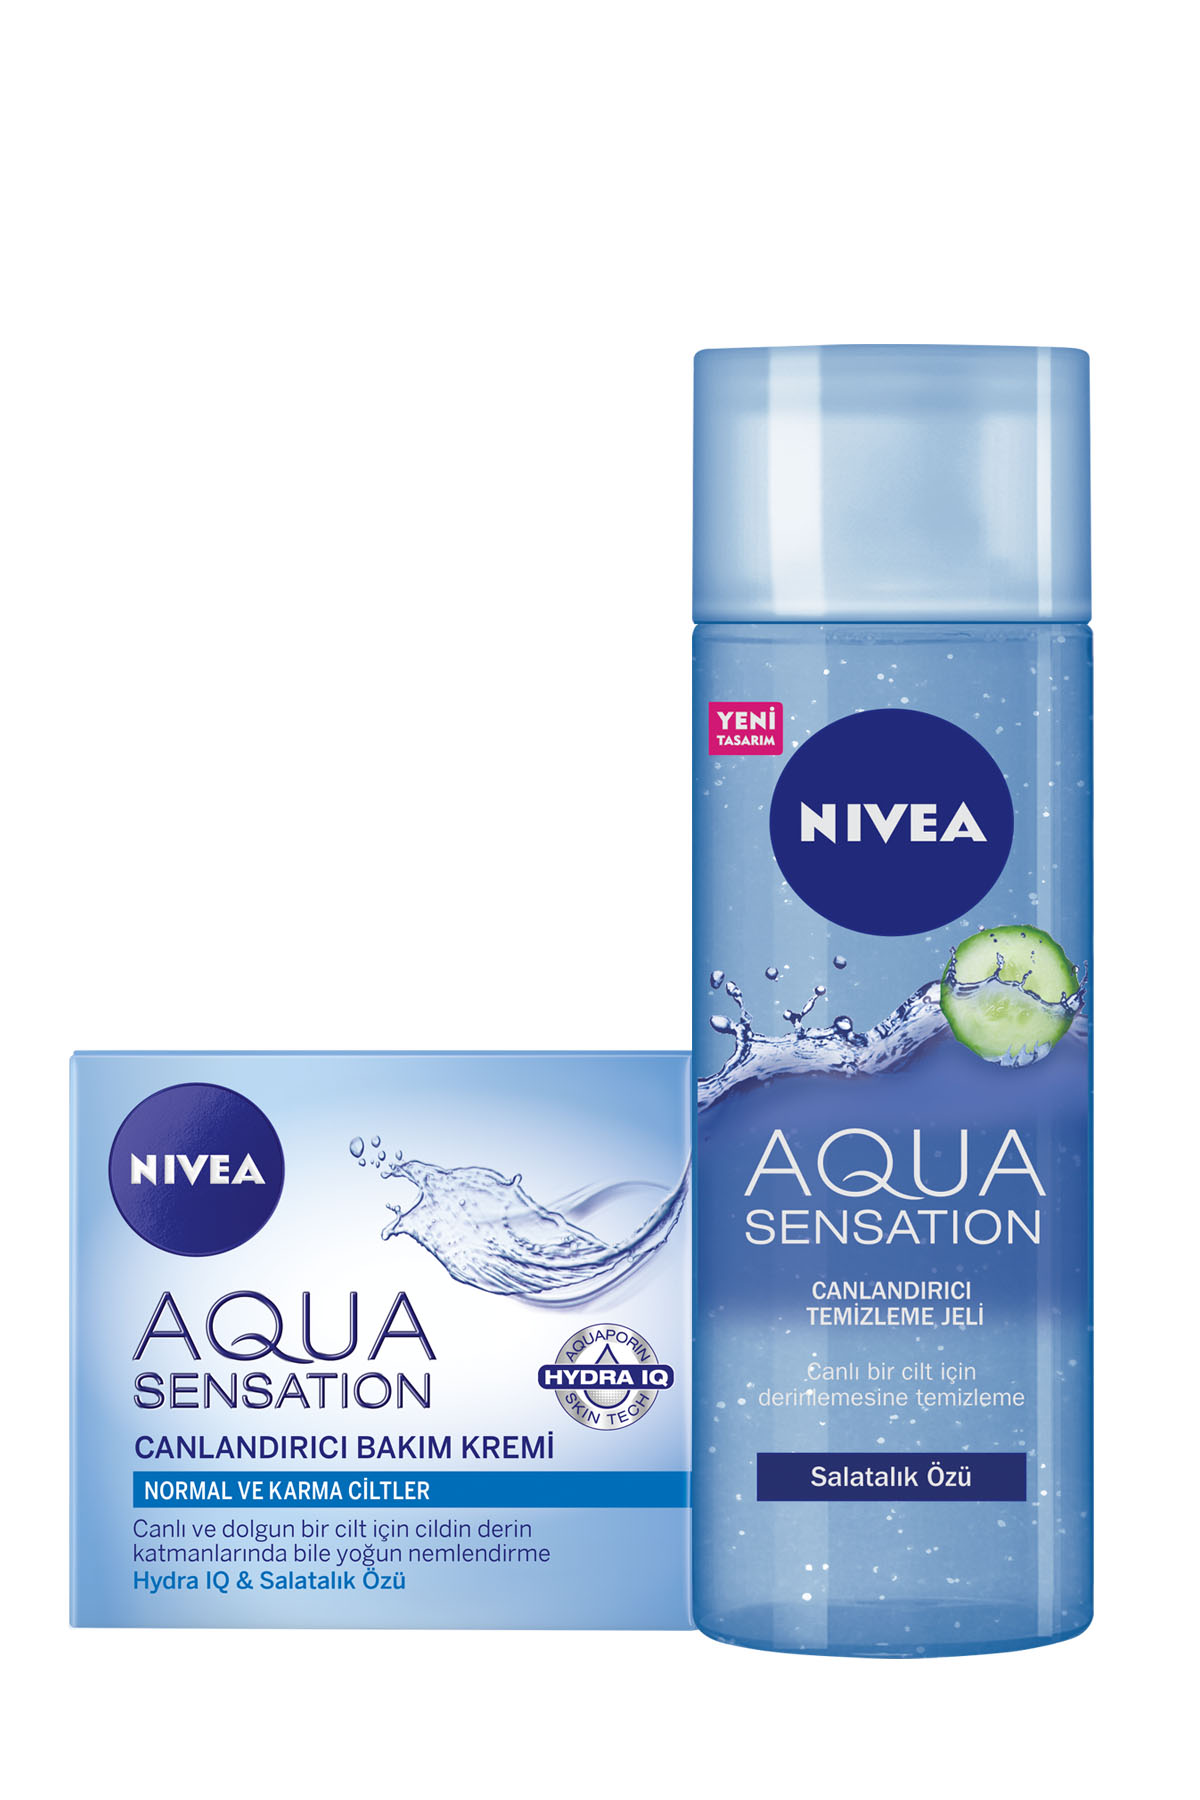 NIVEA
AQUA
SENSATION
AQUAPORIN
HYDRA IQ
SKIN TECH
CANLANDIRICI BAKIM KREMİ
NORMAL VE KARMA CİLTLER
Canlı ve dolgun bir cilt için cildin derin
katmanlarında bile yoğun nemlendirme
Hydra IQ & Salatalık Özü
YENİ
TASARIM
NIVEA
AQUA
SENSATION
CANLANDIRICI
TEMİZLEME JELİ
Canlı bir cilt için
derinlemesine temizleme
Salatalık Özü